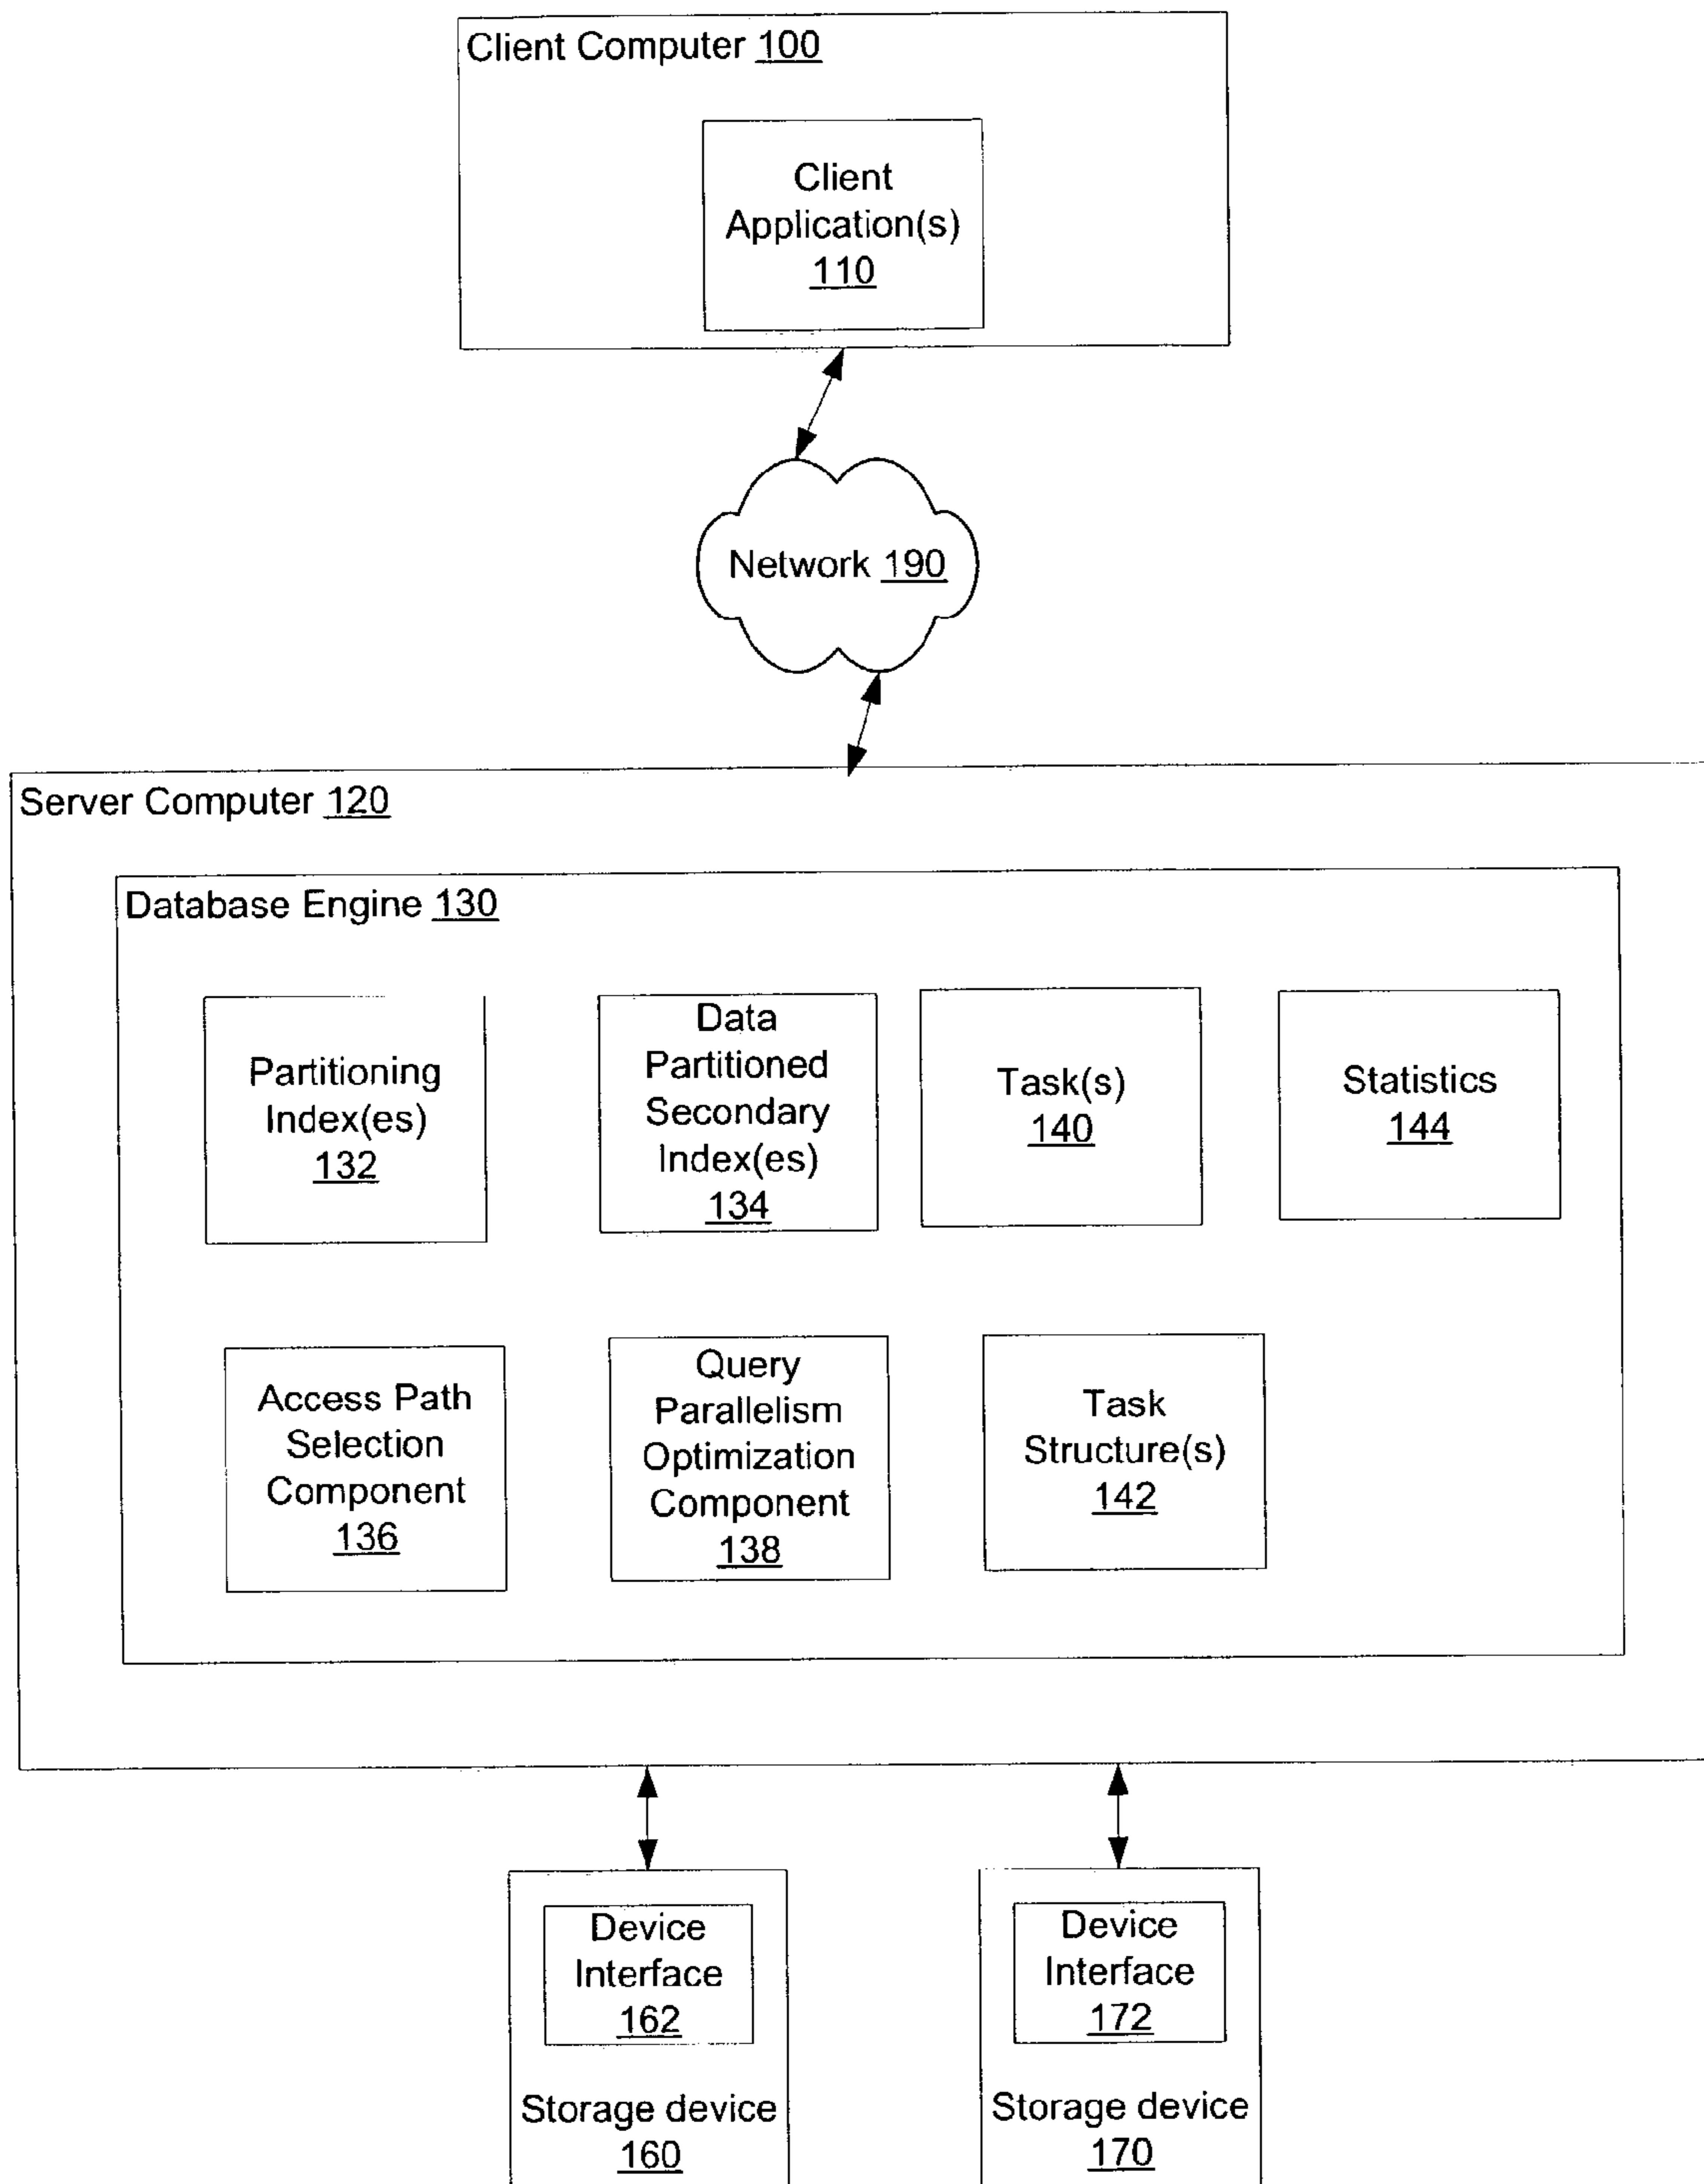 Client Computer 100
Client
Application(s)
110
Network 190
Server Computer 120
Database Engine 130
Partitioning
Index(es)
132
Data
Partitioned
Secondary
Index(es)
134
Task(s)
140
Statistics
144
Access Path
Selection
Component
136
Query
Parallelism
Optimization
Component
138
Task
Structure(s)
142
Device
Interface
162
Storage device
160
Device
Interface
172
Storage device
170